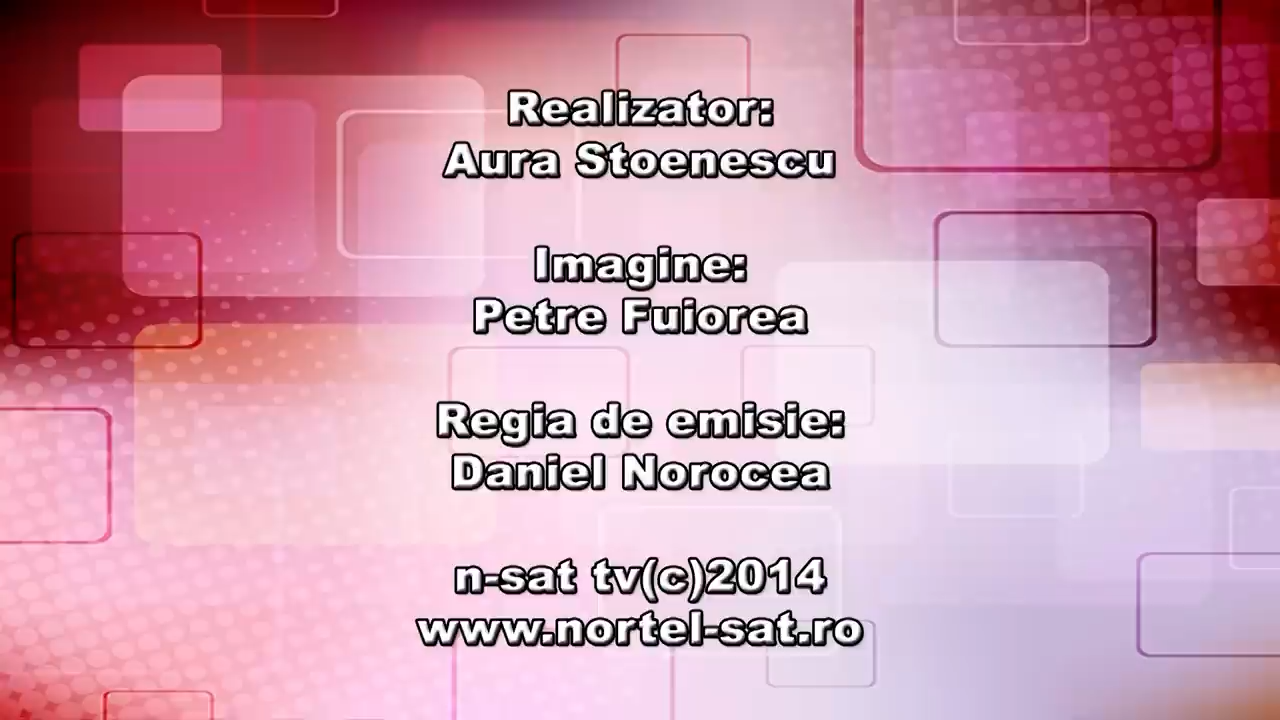 Realizator:
Aura Stoenescu
Imagine:
Petre Fuiorea
Regia de emisie:
Daniel Norocea
n-sat tv(c)2014
www.nortel-sat.ro